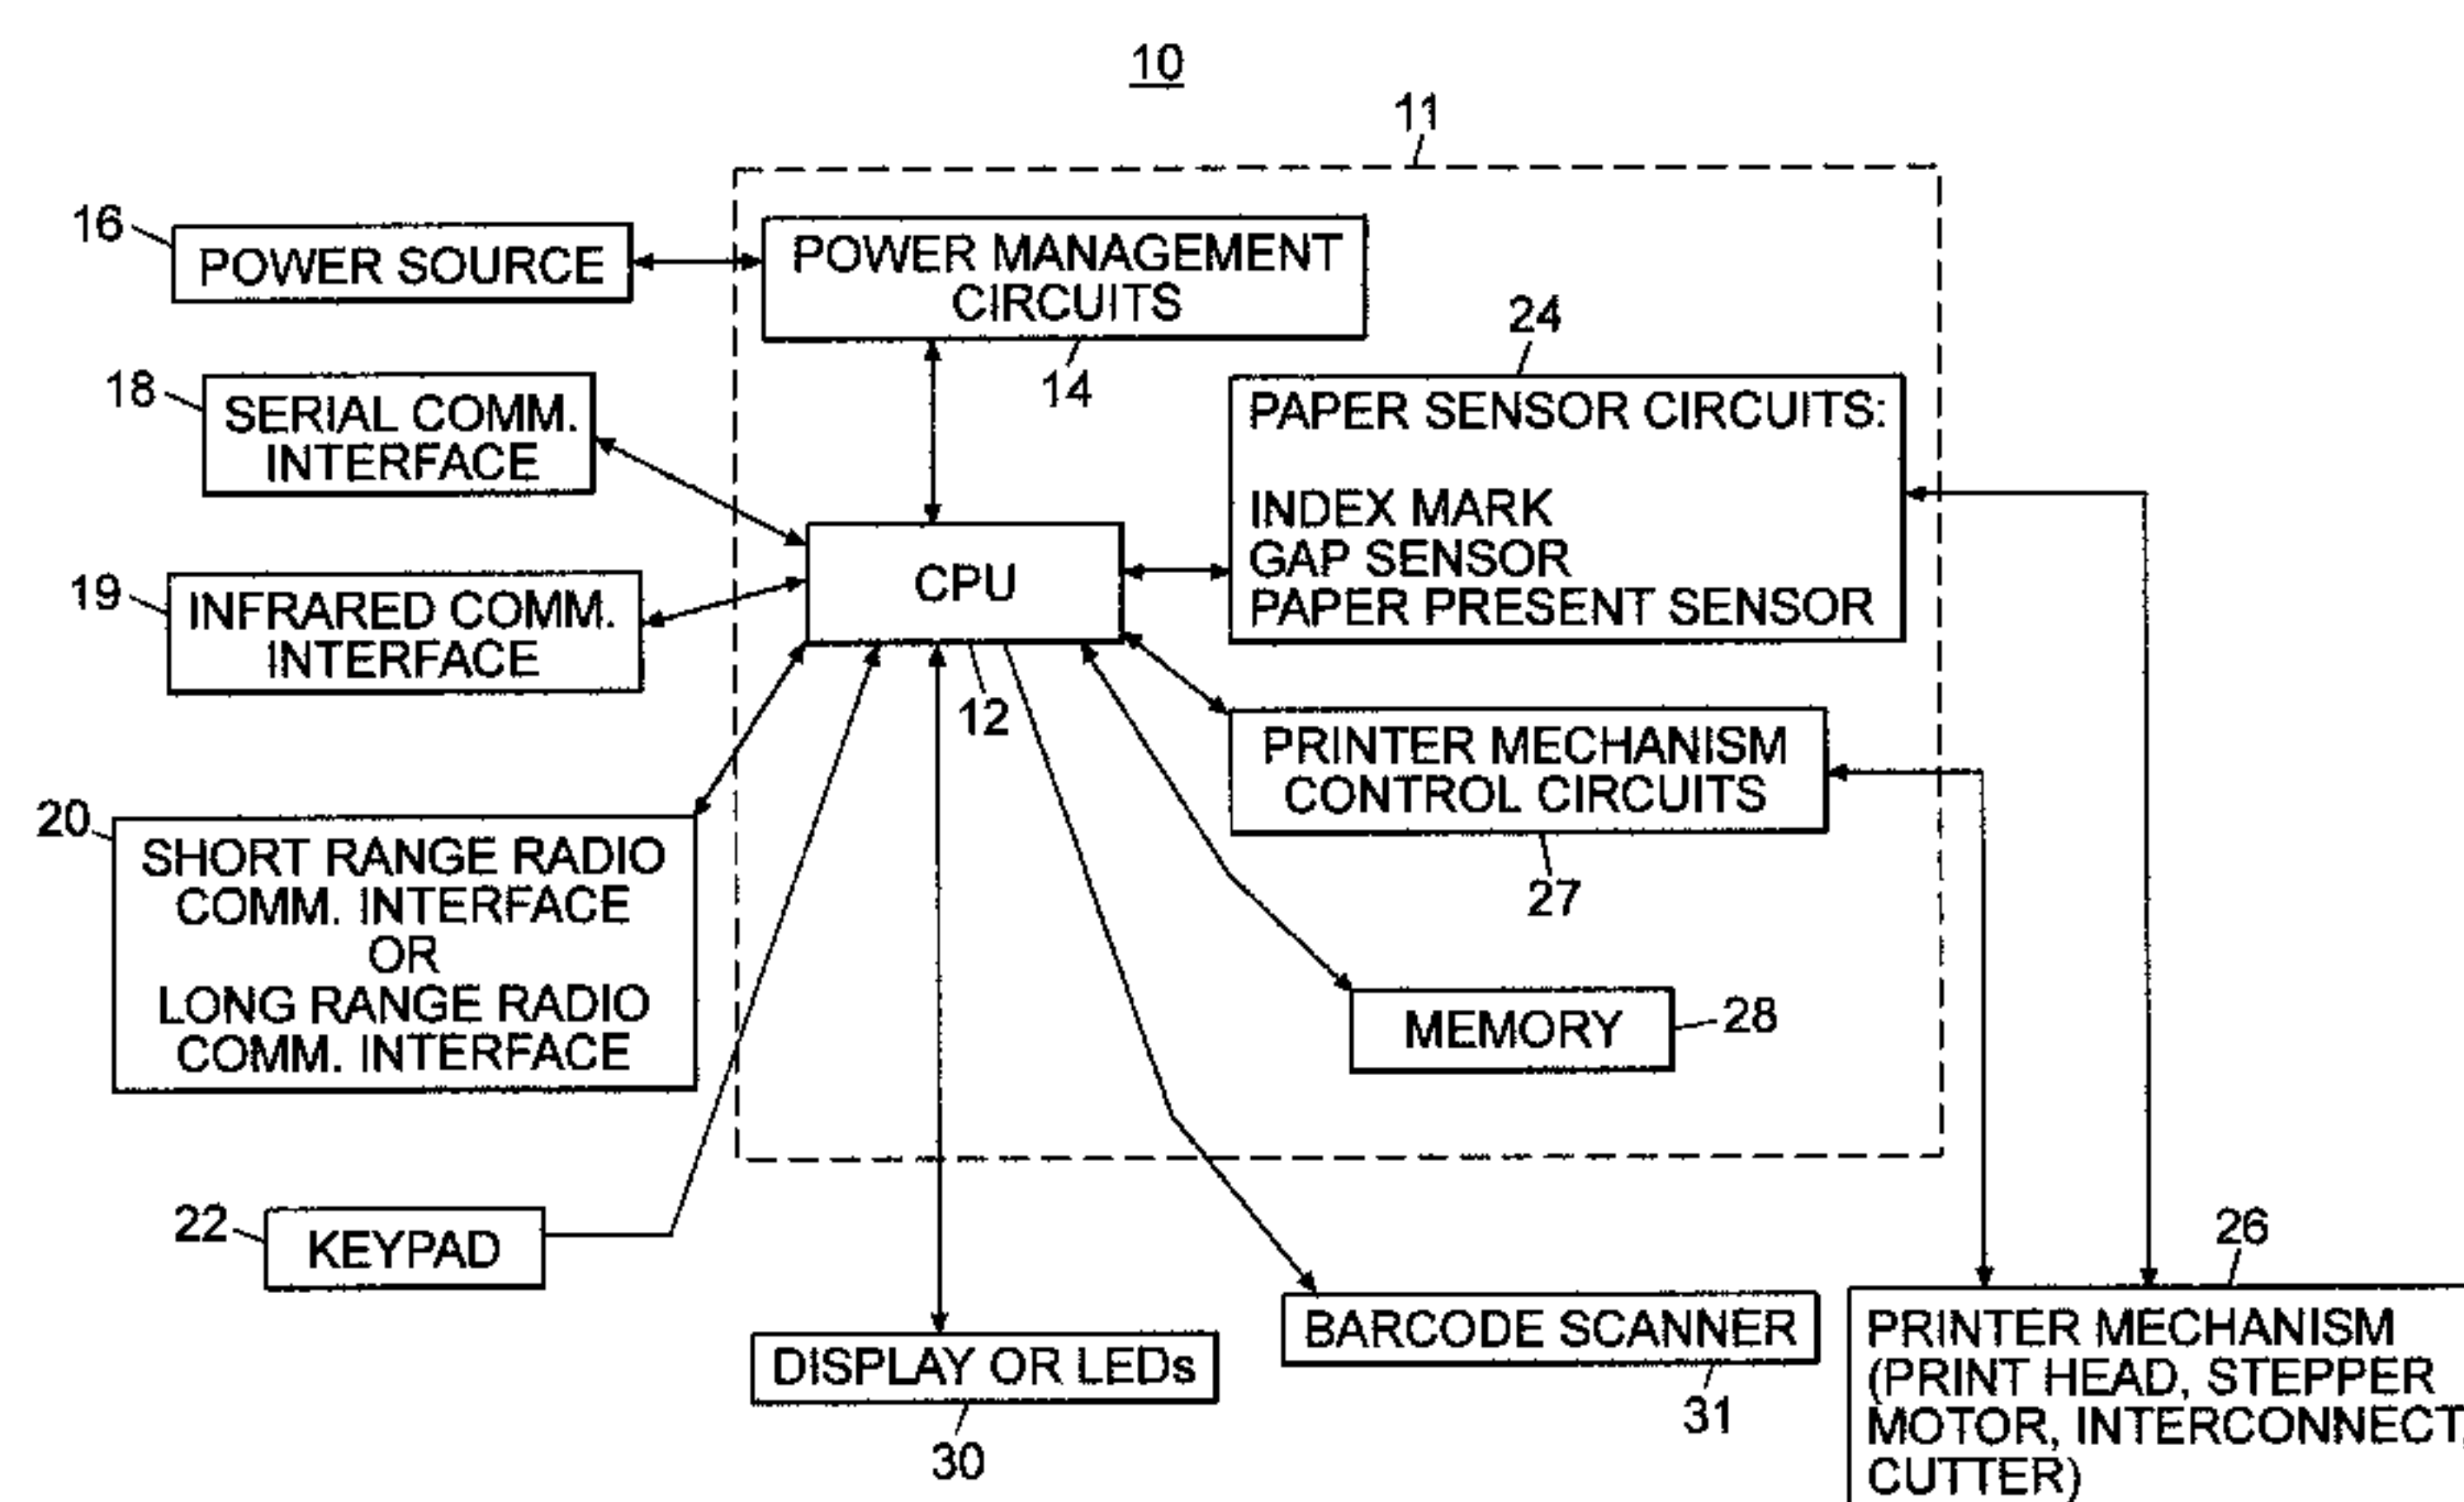 10
11
16
POWER SOURCE
POWER MANAGEMENT
CIRCUITS
14
24
18
SERIAL COMM.
INTERFACE
PAPER SENSOR CIRCUITS:
INDEX MARK
GAP SENSOR
PAPER PRESENT SENSOR
CPU
12
19
INFRARED COMM.
INTERFACE
PRINTER MECHANISM
CONTROL CIRCUITS
27
20
SHORT RANGE RADIO
COMM. INTERFACE
OR
LONG RANGE RADIO
COMM. INTERFACE
MEMORY
28
22
KEYPAD
DISPLAY OR LEDs
30
BARCODE SCANNER
31
26
PRINTER MECHANISM
(PRINT HEAD, STEPPER
MOTOR, INTERCONNECT,
CUTTER)